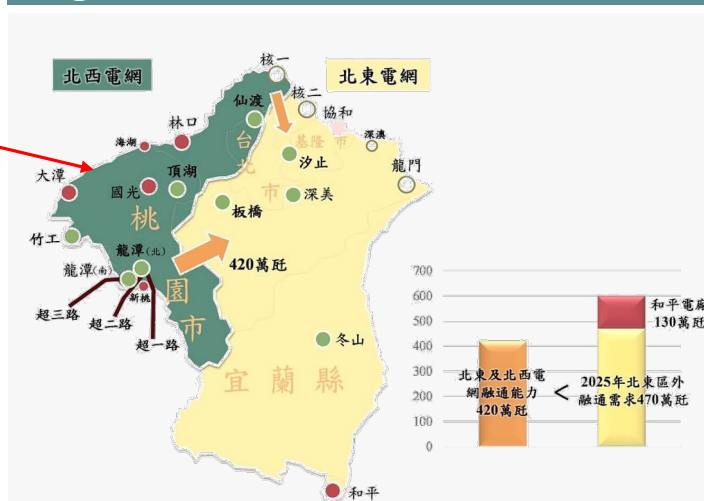 北西電網
北東電網
核一
核二
協和
仙渡
林口
海湖
基隆市
深澳
汐止
龍門
台北市
大潭
國光
頂湖
深美
板橋
桃園市
竹工
龍潭(北)
420萬瓩
龍潭(南)
新桃
超三路
超二路
超一路
冬山
宜蘭縣
和平
700
600
500
400
300
200
100
0
和平電廠
130萬瓩
北東及北西電
網融通能力
420萬瓩
<
2025年北東區外
融通需求470萬瓩